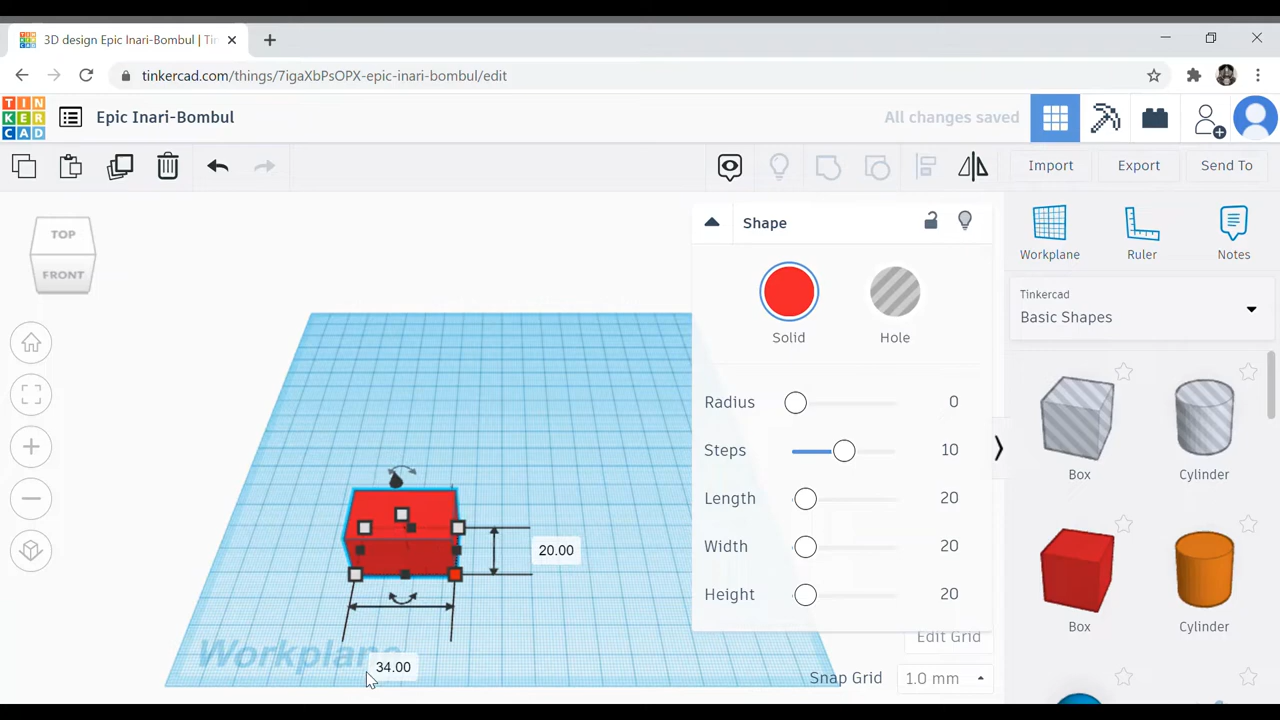 3D design Epic Inari-Bombul | Tin
tinkercad.com/things/7igaXbPsOPX-epic-inari-bombul/edit
TIN
KER
CAD
Epic Inari-Bombul
All changes saved
Import
Export
Send To
TOP
FRONT
Shape
Solid
Hole
Radius 0
Steps 10
Length 20
Width 20
Height 20
Workplane
Ruler
Notes
Tinkercad
Basic Shapes
Box
Cylinder
Box
Cylinder
20.00
34.00
Workplane
Edit Grid
Snap Grid 1.0 mm